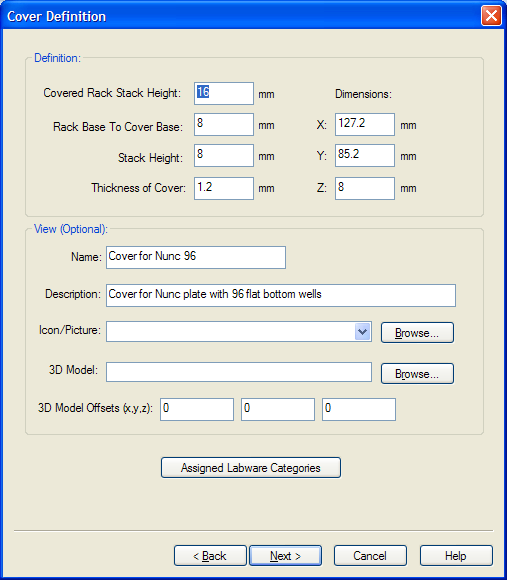 Cover Definition
Definition:
Covered Rack Stack Height: 16 mm Dimensions:
Rack Base To Cover Base: 8 mm X: 127.2 mm
Stack Height: 8 mm Y: 85.2 mm
Thickness of Cover: 1.2 mm Z: 8 mm
View (Optional):
Name: Cover for Nunc 96
Description: Cover for Nunc plate with 96 flat bottom wells
Icon/Picture: Browse...
3D Model: Browse...
3D Model Offsets (x,y,z): 0 0 0
Assigned Labware Categories
< Back Next > Cancel Help